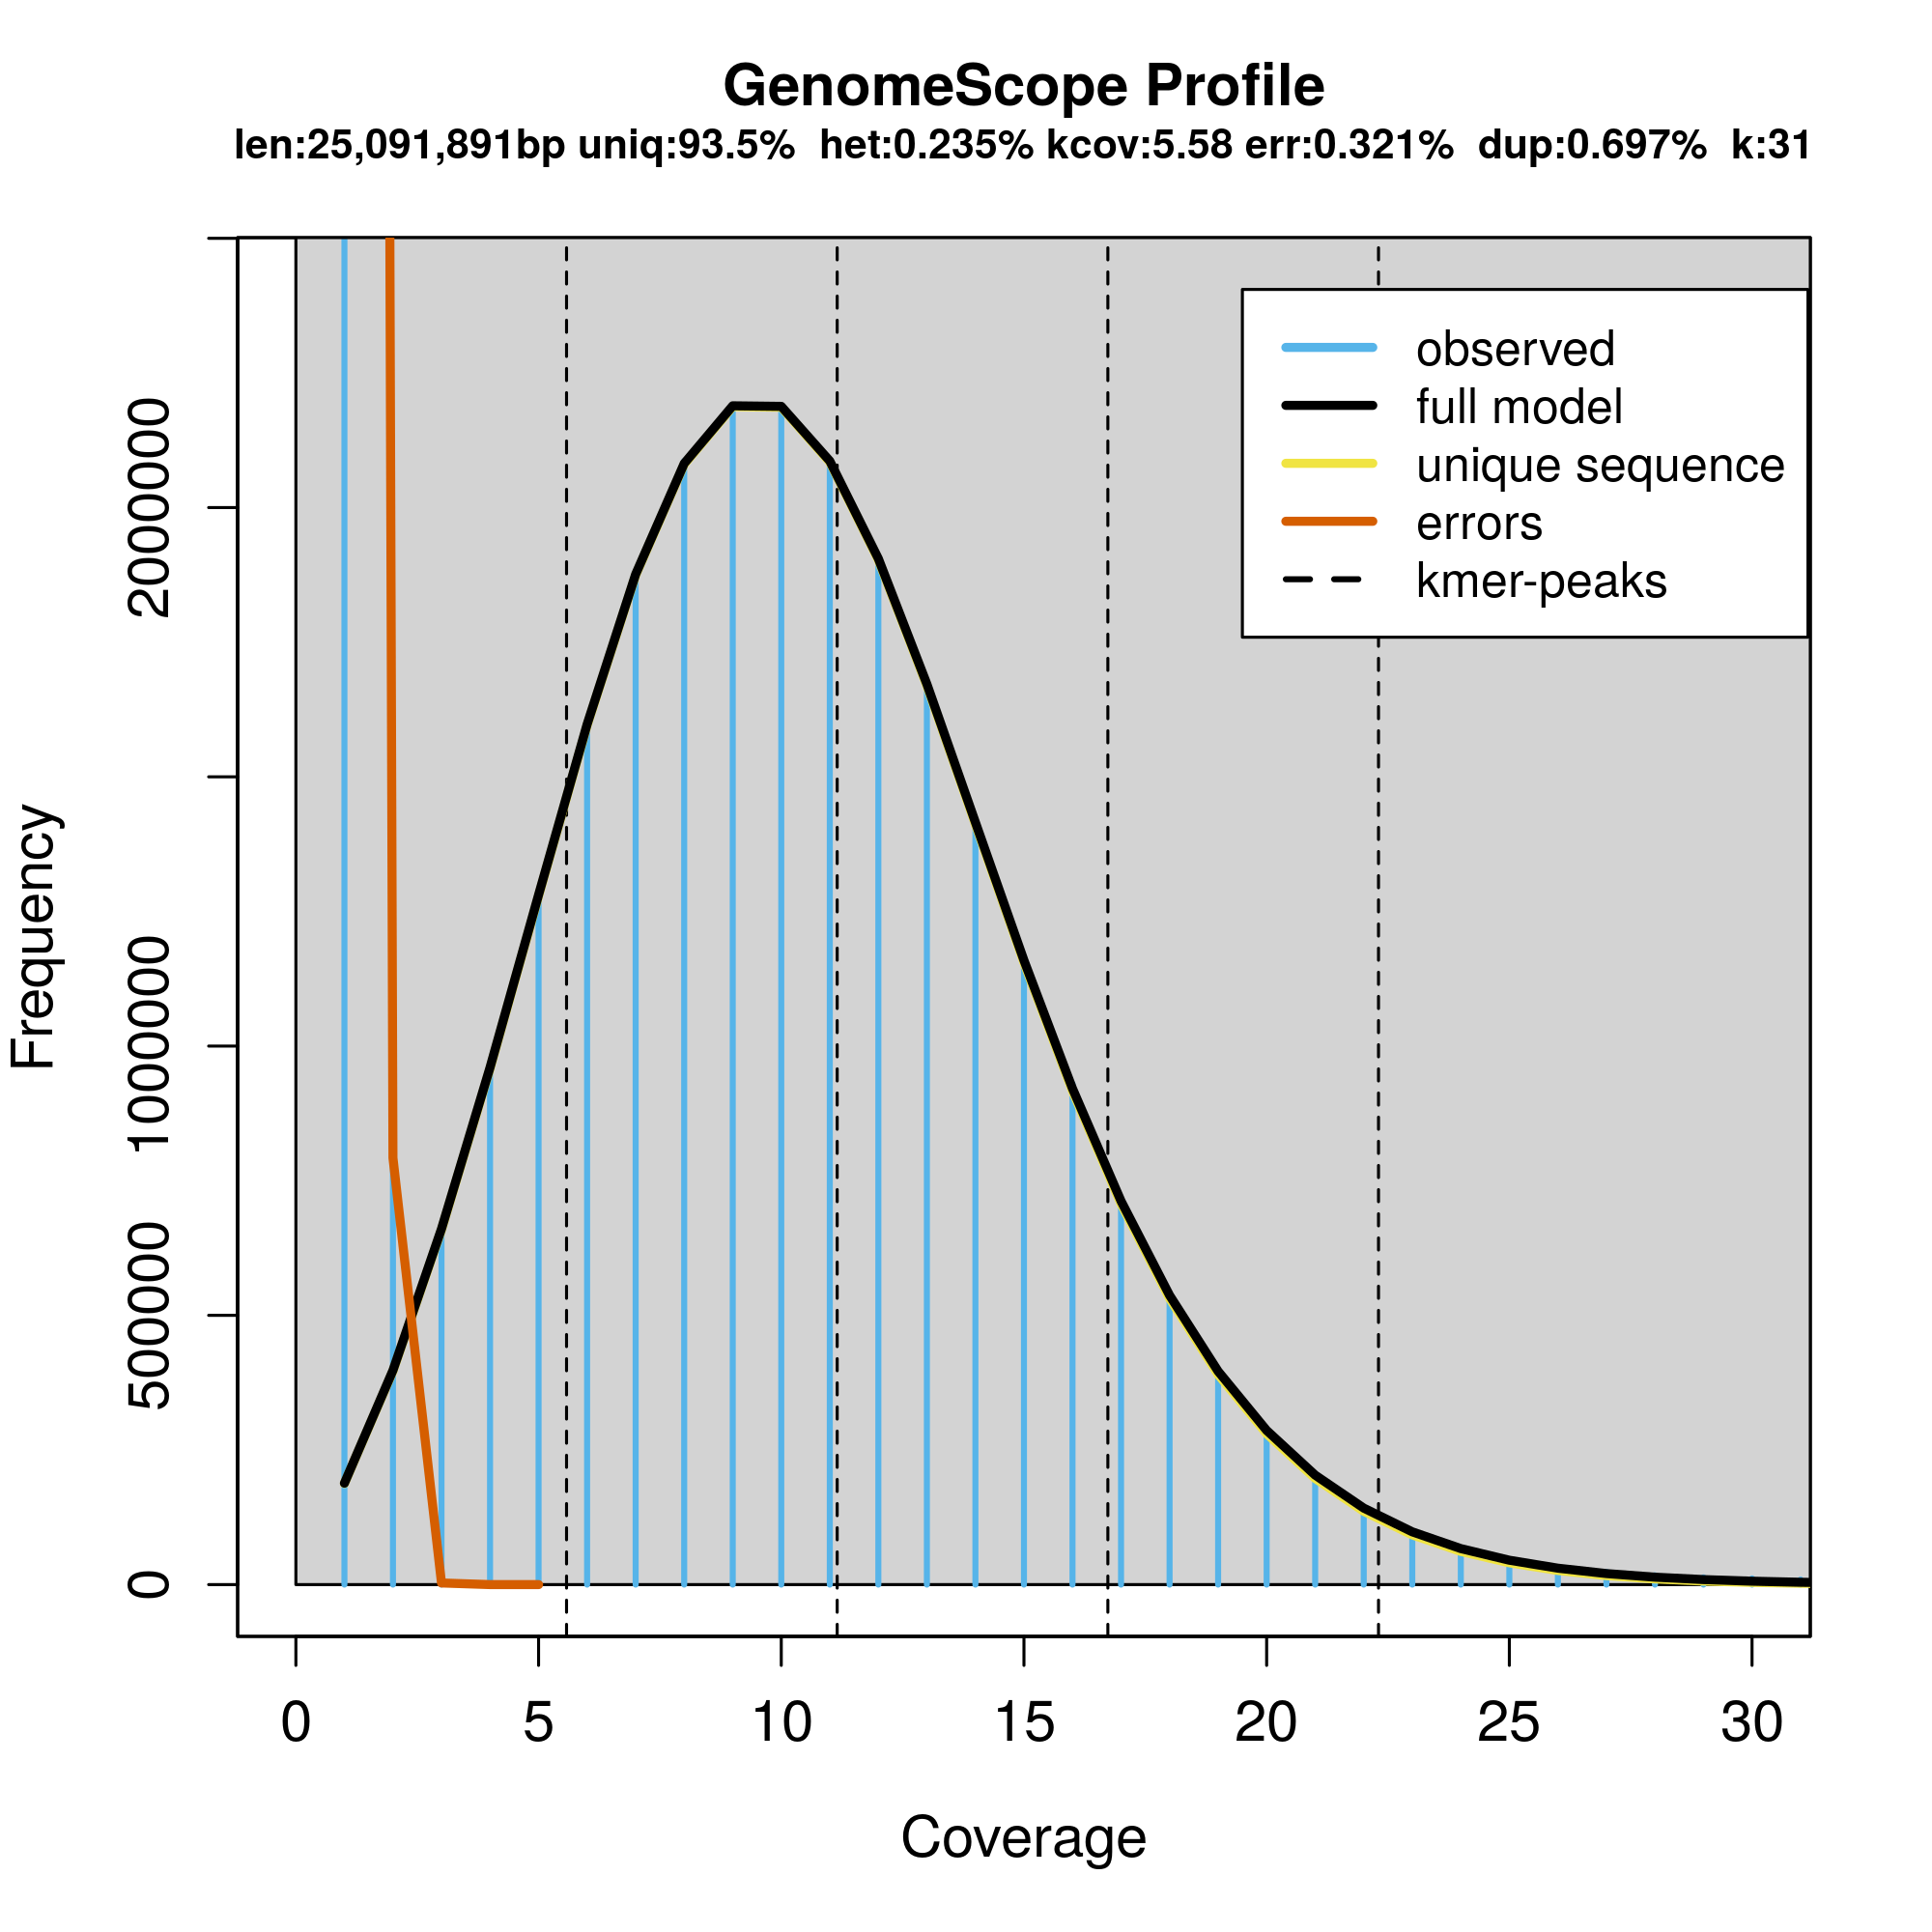 GenomeScope Profile
len:25,091,891bp uniq:93.5% het:0.235% kcov:5.58 err:0.321% dup:0.697% k:31
observed
full model
unique sequence
errors
kmer-peaks
Frequency
2000000
1000000
500000
0
0 5 10 15 20 25 30
Coverage